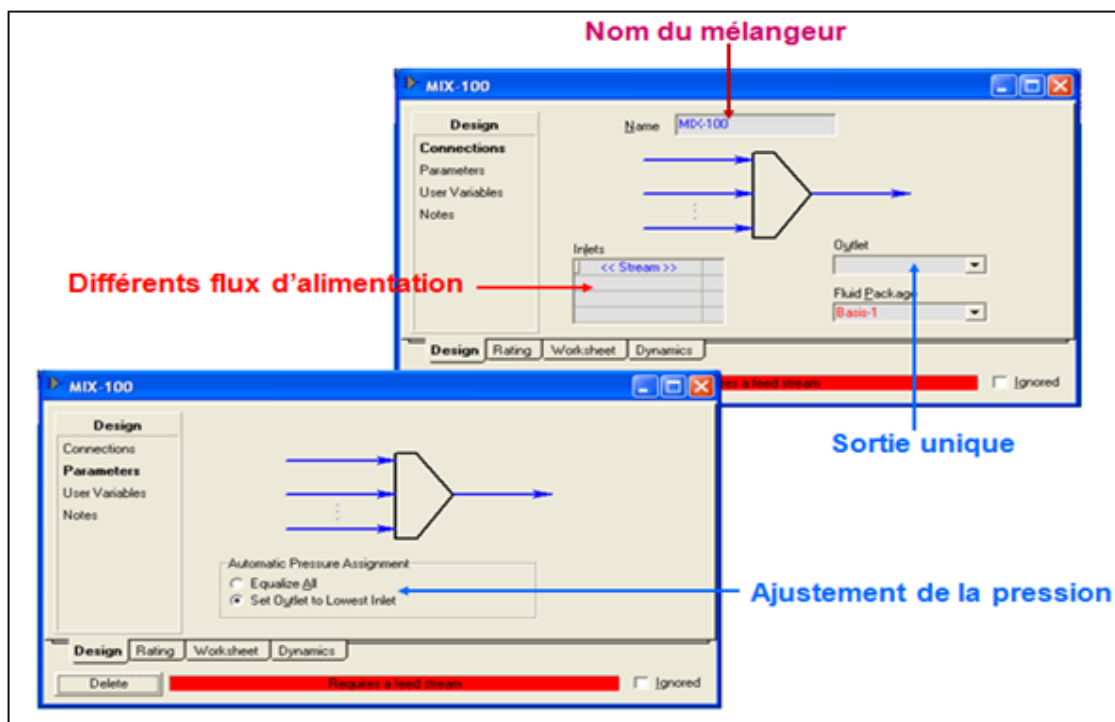 Nom du mélangeur
MIX-100
Design
Connections
Parameters
User Variables
Notes
Name
MIX-100
Inlets
<< Stream >>
Outlet
Fluid Package
Basis-1
Design Rating Worksheet Dynamics
a feed stream
Ignored
Différents flux d'alimentation
Sortie unique
MIX-100
Design
Connections
Parameters
User Variables
Notes
Automatic Pressure Assignment
Equalize All
Set Outlet to Lowest Inlet
Ajustement de la pression
Design Rating Worksheet Dynamics
Delete
Requires a feed stream
Ignored